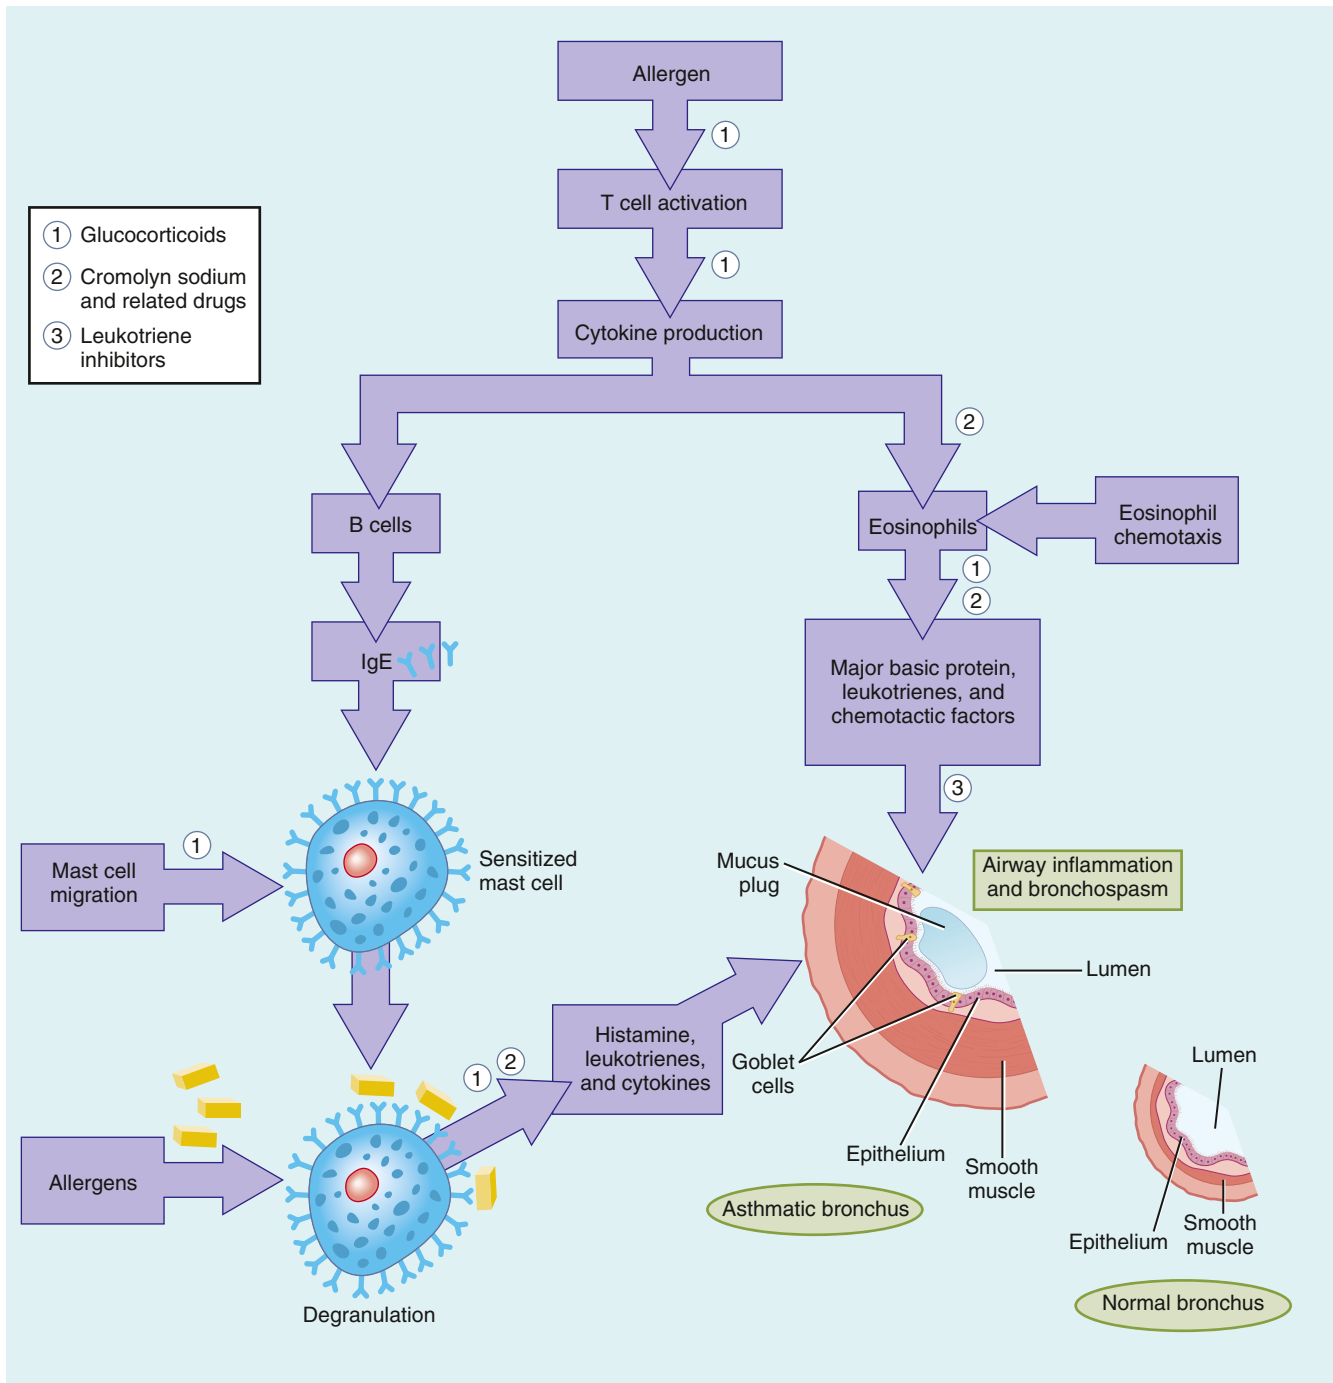 Allergen
1
T cell activation
1
Cytokine production
1 Glucocorticoids
2 Cromolyn sodium
and related drugs
3 Leukotriene
inhibitors
2
B cells
Eosinophils
Eosinophil
chemotaxis
1
2
IgE
Major basic protein,
leukotrienes, and
chemotactic factors
3
Mast cell
migration
1
Sensitized
mast cell
Mucus
plug
Airway inflammation
and bronchospasm
Lumen
Allergens
1
2
Histamine,
leukotrienes,
and cytokines
Goblet
cells
Epithelium
Smooth
muscle
Asthmatic bronchus
Degranulation
Lumen
Epithelium
Smooth
muscle
Normal bronchus